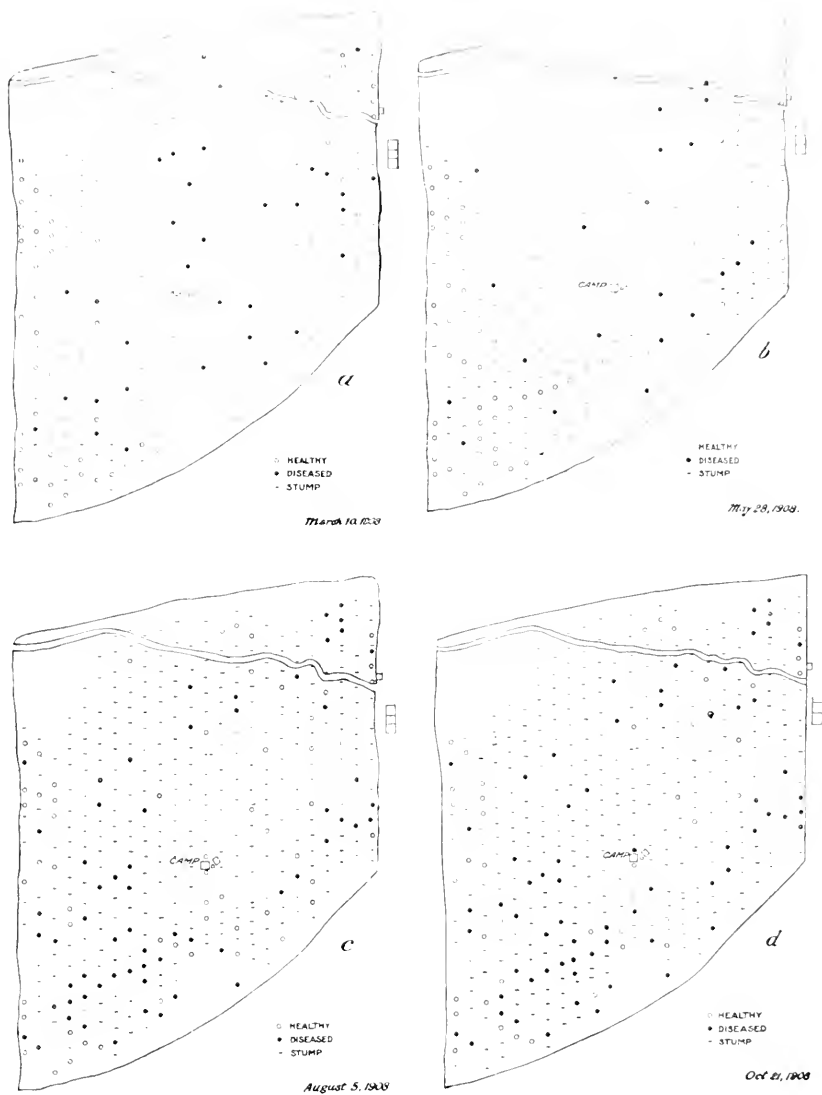 a
○ HEALTHY
● DISEASED
- STUMP
CAMP
b
HEALTHY
● DISEASED
- STUMP
May 28, 1908.
CAMP
c
○ HEALTHY
● DISEASED
- STUMP
August 5, 1908
CAMP
d
○ HEALTHY
● DISEASED
- STUMP
Oct 21, 1908